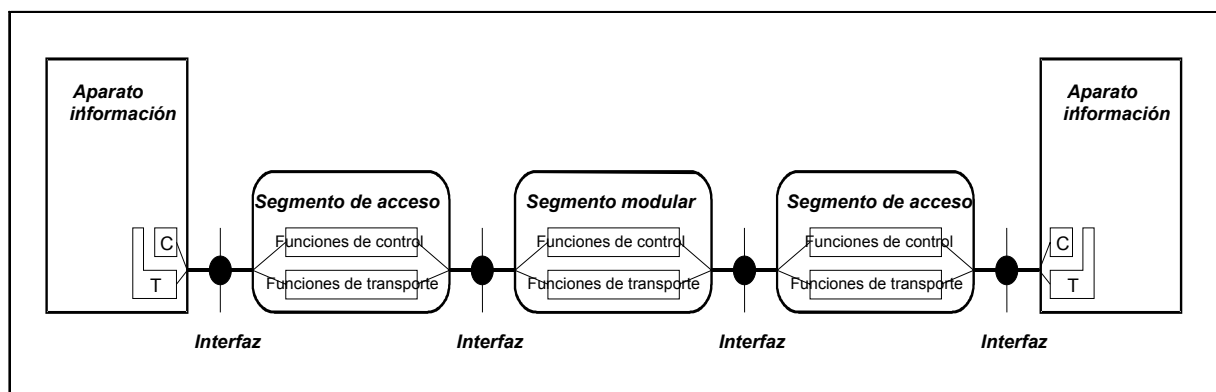 Aparato
información
Aparato
información
Segmento de acceso
Segmento modular
Segmento de acceso
C
Funciones de control
Funciones de control
Funciones de control
C
T
Funciones de transporte
Funciones de transporte
Funciones de transporte
T
Interfaz
Interfaz
Interfaz
Interfaz